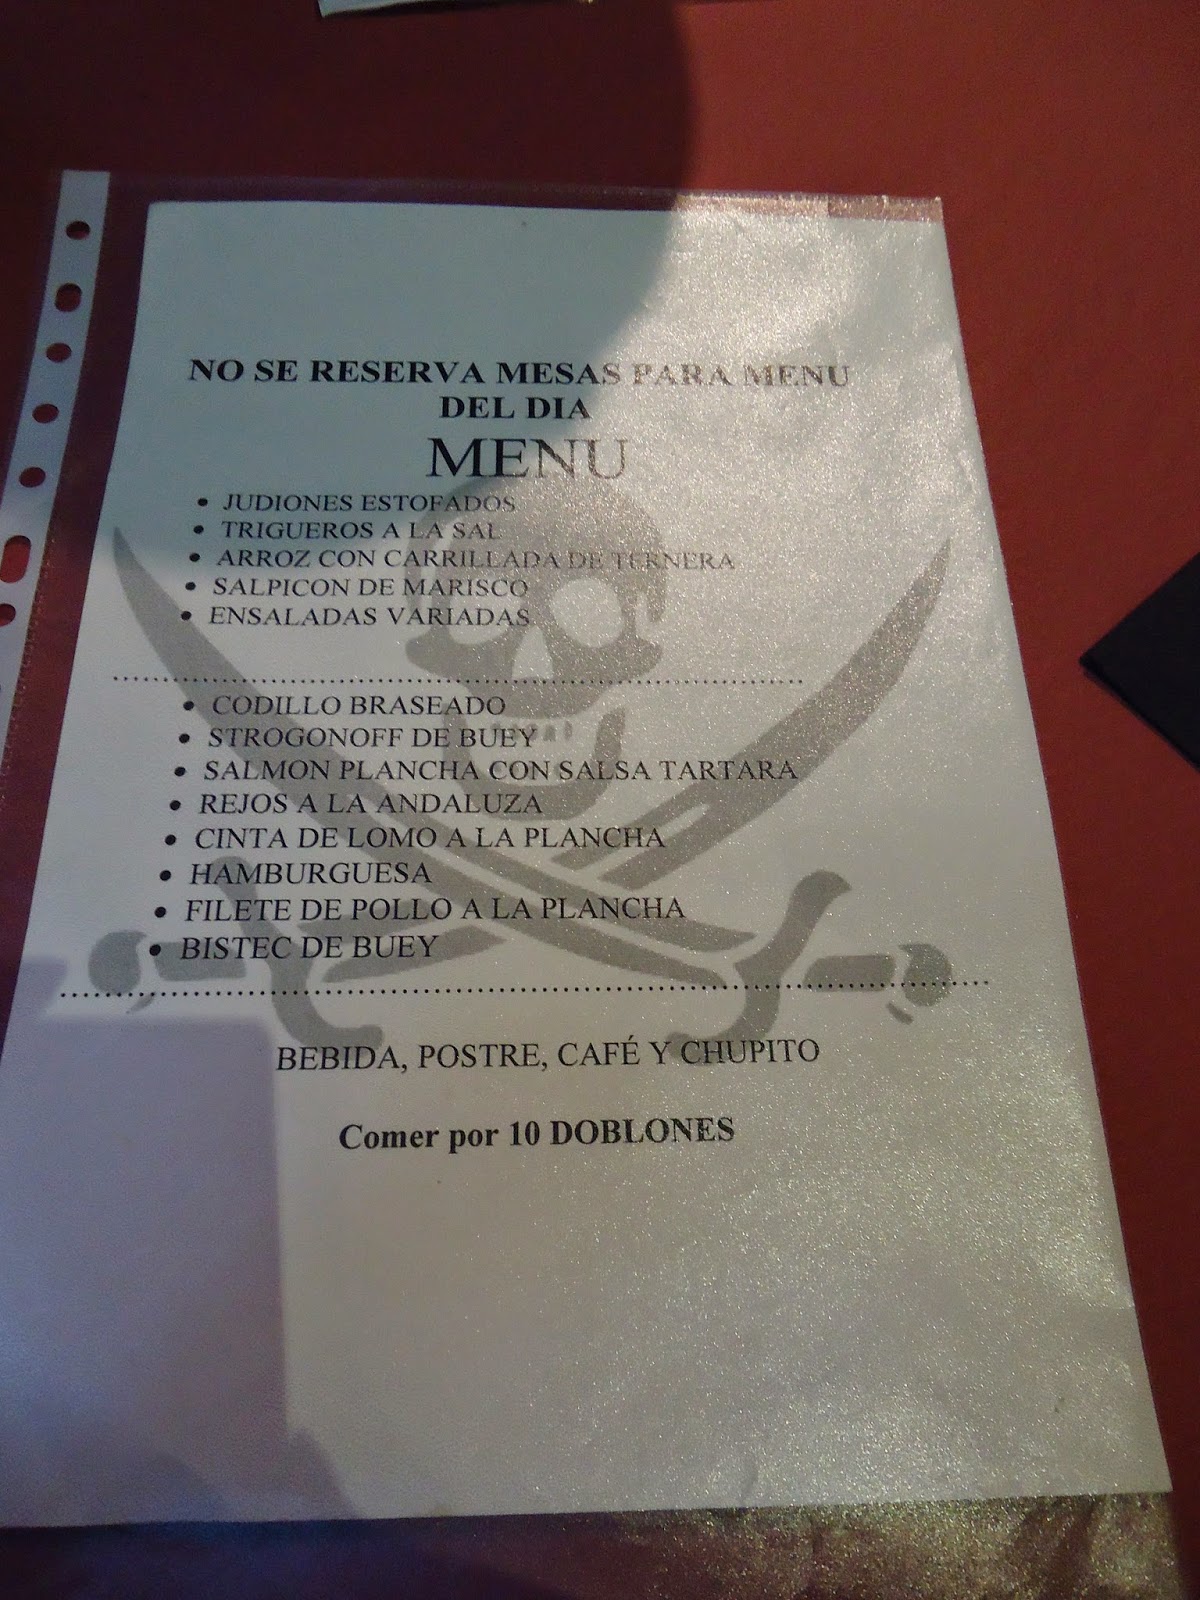 NO SE RESERVA MESAS PARA MENU
DEL DIA
MENU
• JUDIONES ESTOFADOS
• TRIGUEROS A LA SAL
• ARROZ CON CARRILLADA DE TERNERA
• SALPICON DE MARISCO
• ENSALADAS VARIADAS
• CODILLO BRASEADO
• STROGONOFF DE BUEY
• SALMON PLANCHA CON SALSA TARTARA
• REJOS A LA ANDALUZA
• CINTA DE LOMO A LA PLANCHA
• HAMBURGUESA
• FILETE DE POLLO A LA PLANCHA
• BISTEC DE BUEY
BEBIDA, POSTRE, CAFÉ Y CHUPITO
Comer por 10 DOBLONES